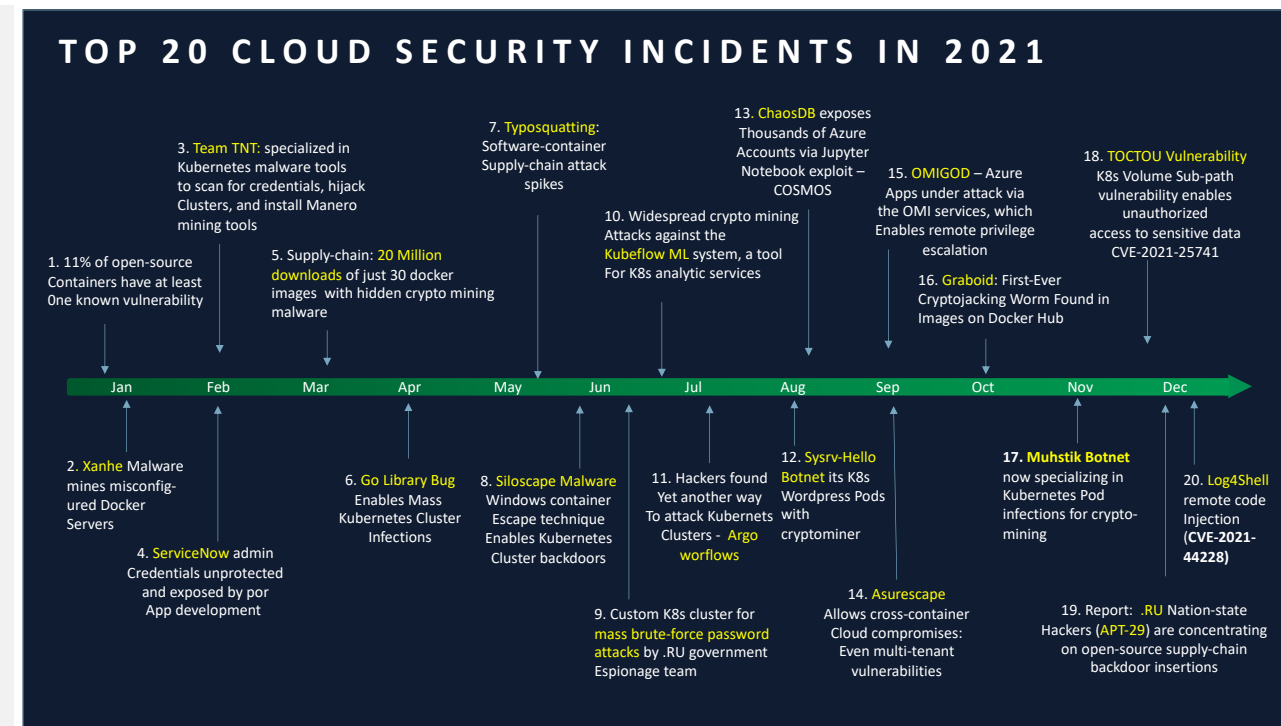 TOP 20 CLOUD SECURITY INCIDENTS IN 2021
1. 11% of open-source
Containers have at least
0ne known vulnerability
3. Team TNT: specialized in
Kubernetes malware tools
to scan for credentials, hijack
Clusters, and install Manero
mining tools
5. Supply-chain: 20 Million
downloads of just 30 docker
images with hidden crypto mining
malware
7. Typosquatting:
Software-container
Supply-chain attack
spikes
10. Widespread crypto mining
Attacks against the
Kubeflow ML system, a tool
For K8s analytic services
13. ChaosDB exposes
Thousands of Azure
Accounts via Jupyter
Notebook exploit –
COSMOS
15. OMIGOD – Azure
Apps under attack via
the OMI services, which
Enables remote privilege
escalation
16. Graboid: First-Ever
Cryptojacking Worm Found in
Images on Docker Hub
18. TOCTOU Vulnerability
K8s Volume Sub-path
vulnerability enables
unauthorized
access to sensitive data
CVE-2021-25741
Jan Feb Mar Apr May Jun Jul Aug Sep Oct Nov Dec
2. Xanhe Malware
mines misconfig-
ured Docker
Servers
4. ServiceNow admin
Credentials unprotected
and exposed by por
App development
6. Go Library Bug
Enables Mass
Kubernetes Cluster
Infections
8. Siloscape Malware
Windows container
Escape technique
Enables Kubernetes
Cluster backdoors
9. Custom K8s cluster for
mass brute-force password
attacks by .RU government
Espionage team
11. Hackers found
Yet another way
To attack Kubernets
Clusters - Argo
worflows
12. Sysrv-Hello
Botnet its K8s
Wordpress Pods
with
cryptominer
14. Asurescape
Allows cross-container
Cloud compromises:
Even multi-tenant
vulnerabilities
17. Muhstik Botnet
now specializing in
Kubernetes Pod
infections for crypto-
mining
19. Report: .RU Nation-state
Hackers (APT-29) are concentrating
on open-source supply-chain
backdoor insertions
20. Log4Shell
remote code
Injection
(CVE-2021-
44228)